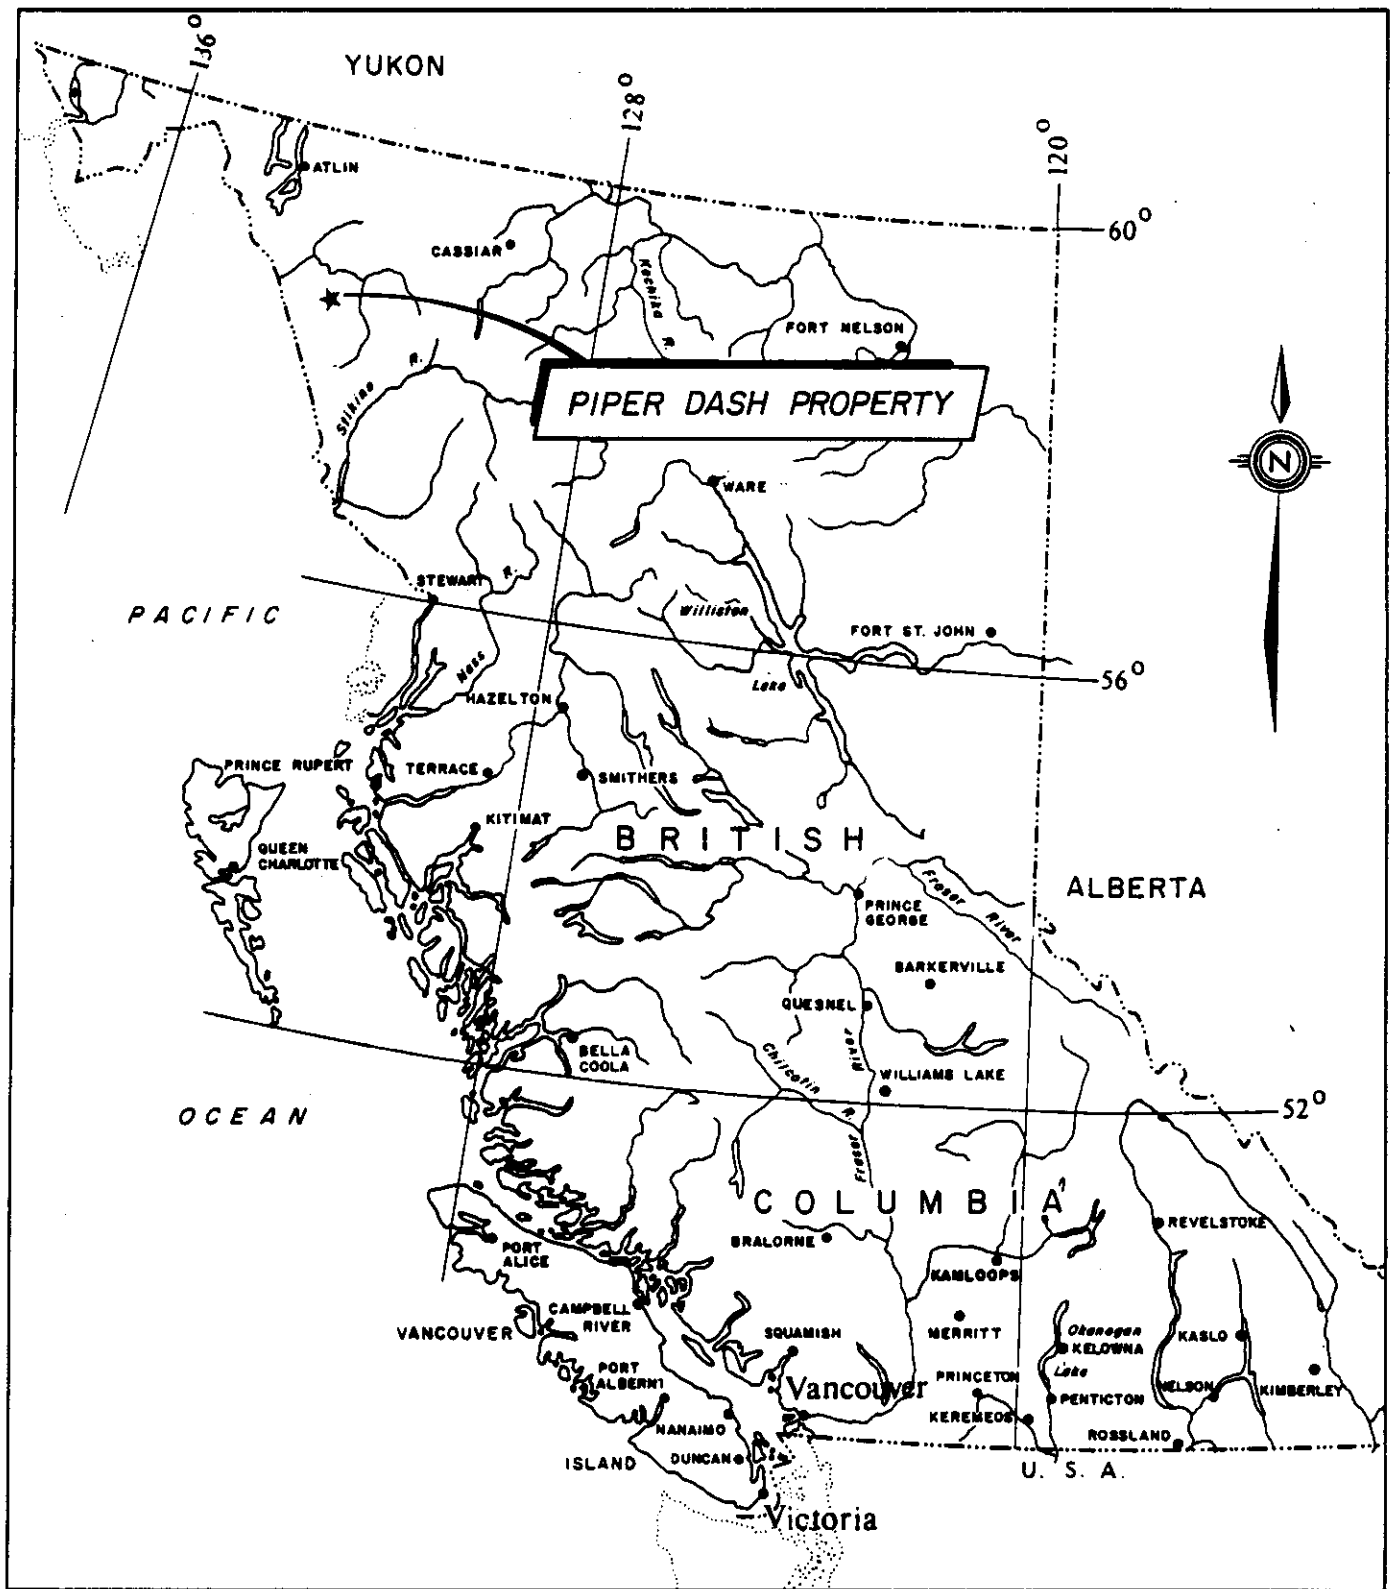 136°
YUKON
128°
120°
60°
ATLIN
CASSIAR
Kechika R.
FORT NELSON
Stikine R.
PIPER DASH PROPERTY
N
WARE
STEWART
PACIFIC
Williston
Lake
FORT ST. JOHN
56°
Nass R.
HAZELTON
PRINCE RUPERT
TERRACE
SMITHERS
KITIMAT
QUEEN
CHARLOTTE
BRITISH
ALBERTA
Fraser River
PRINCE
GEORGE
BARKERVILLE
QUESNEL
BELLA
COOLA
Chilcotin R.
Fraser River
WILLIAMS LAKE
OCEAN
52°
COLUMBIA
REVELSTOKE
BRALORNE
PORT
ALICE
KAMLOOPS
CAMPBELL
RIVER
VANCOUVER
MERRITT
SQUAMISH
Okanagan
Lake
KELOWNA
KASLO
PORT
ALBERNI
Vancouver
PRINCETON
PENTICTON
NELSON
KIMBERLEY
KEREMEOS
NANAIMO
ROSSLAND
ISLAND
DUNCAN
U. S. A.
Victoria